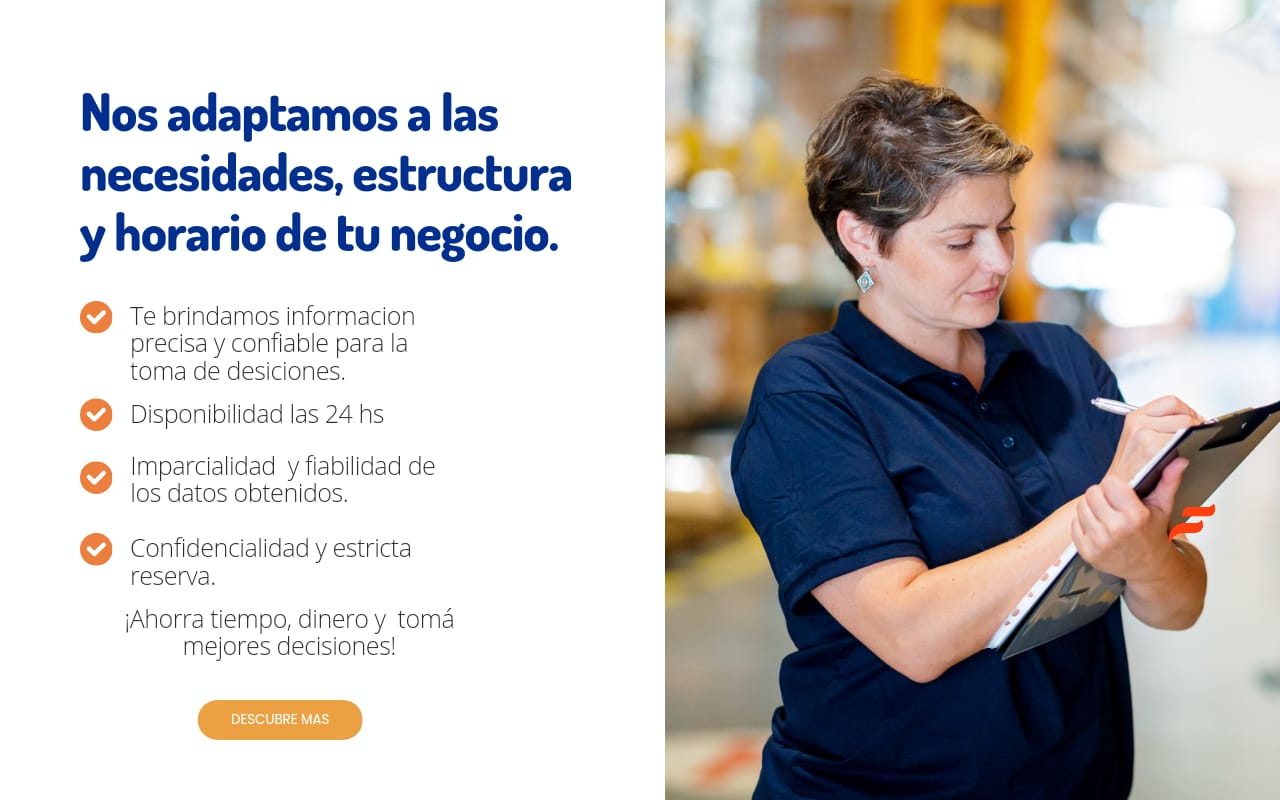 Nos adaptamos a las
necesidades, estructura
y horario de tu negocio.
Te brindamos informacion
precisa y confiable para la
toma de desiciones.
Disponibilidad las 24 hs
Imparcialidad  y fiabilidad de
los datos obtenidos.
Confidencialidad y estricta
reserva.
¡Ahorra tiempo, dinero y  tomá
mejores decisiones!
DESCUBRE MAS